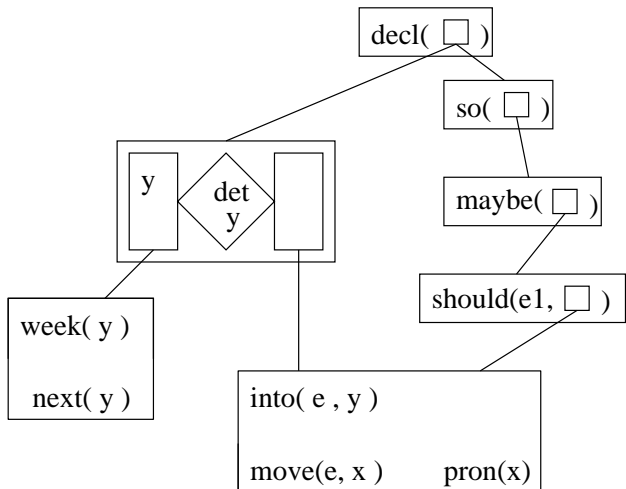 decl( )
so( )
y
det
y
maybe( )
week( y )
next( y )
should(e1, )
into( e , y )
move(e, x ) pron(x)